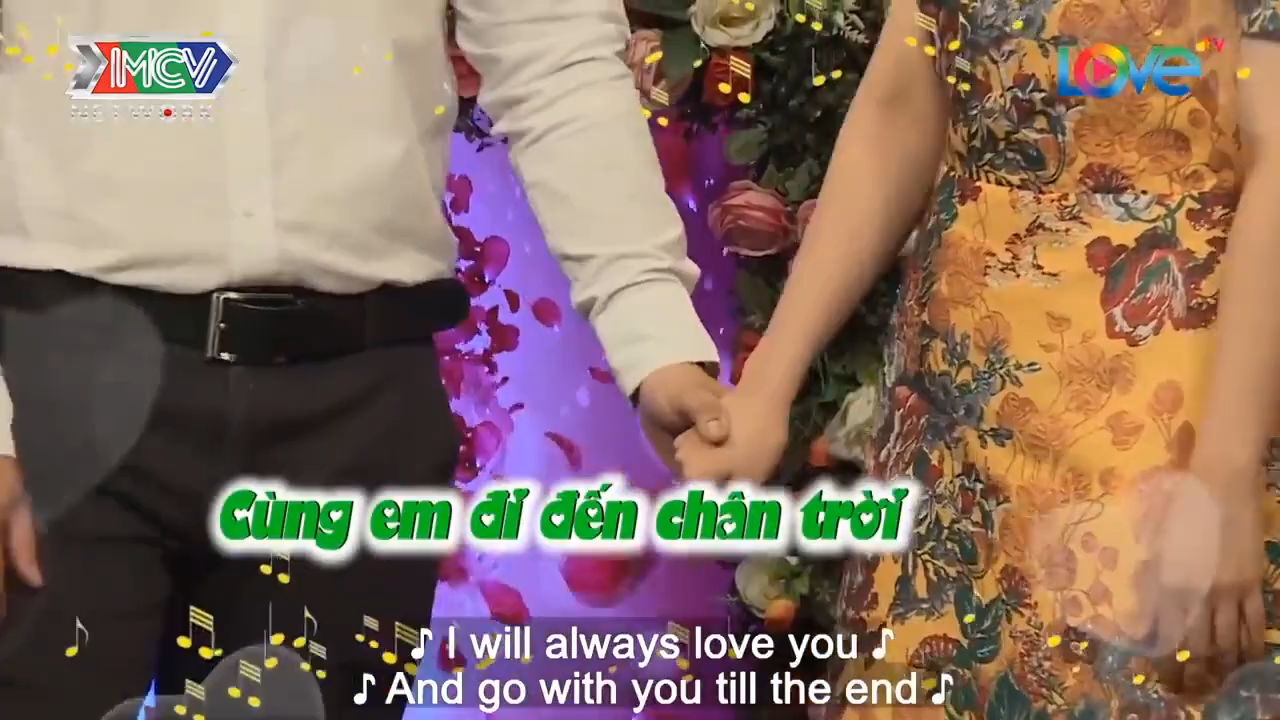 MCV
NETWORK
LOVE TV
Cùng em đi đến chân trời
♪ I will always love you ♪
♪ And go with you till the end ♪